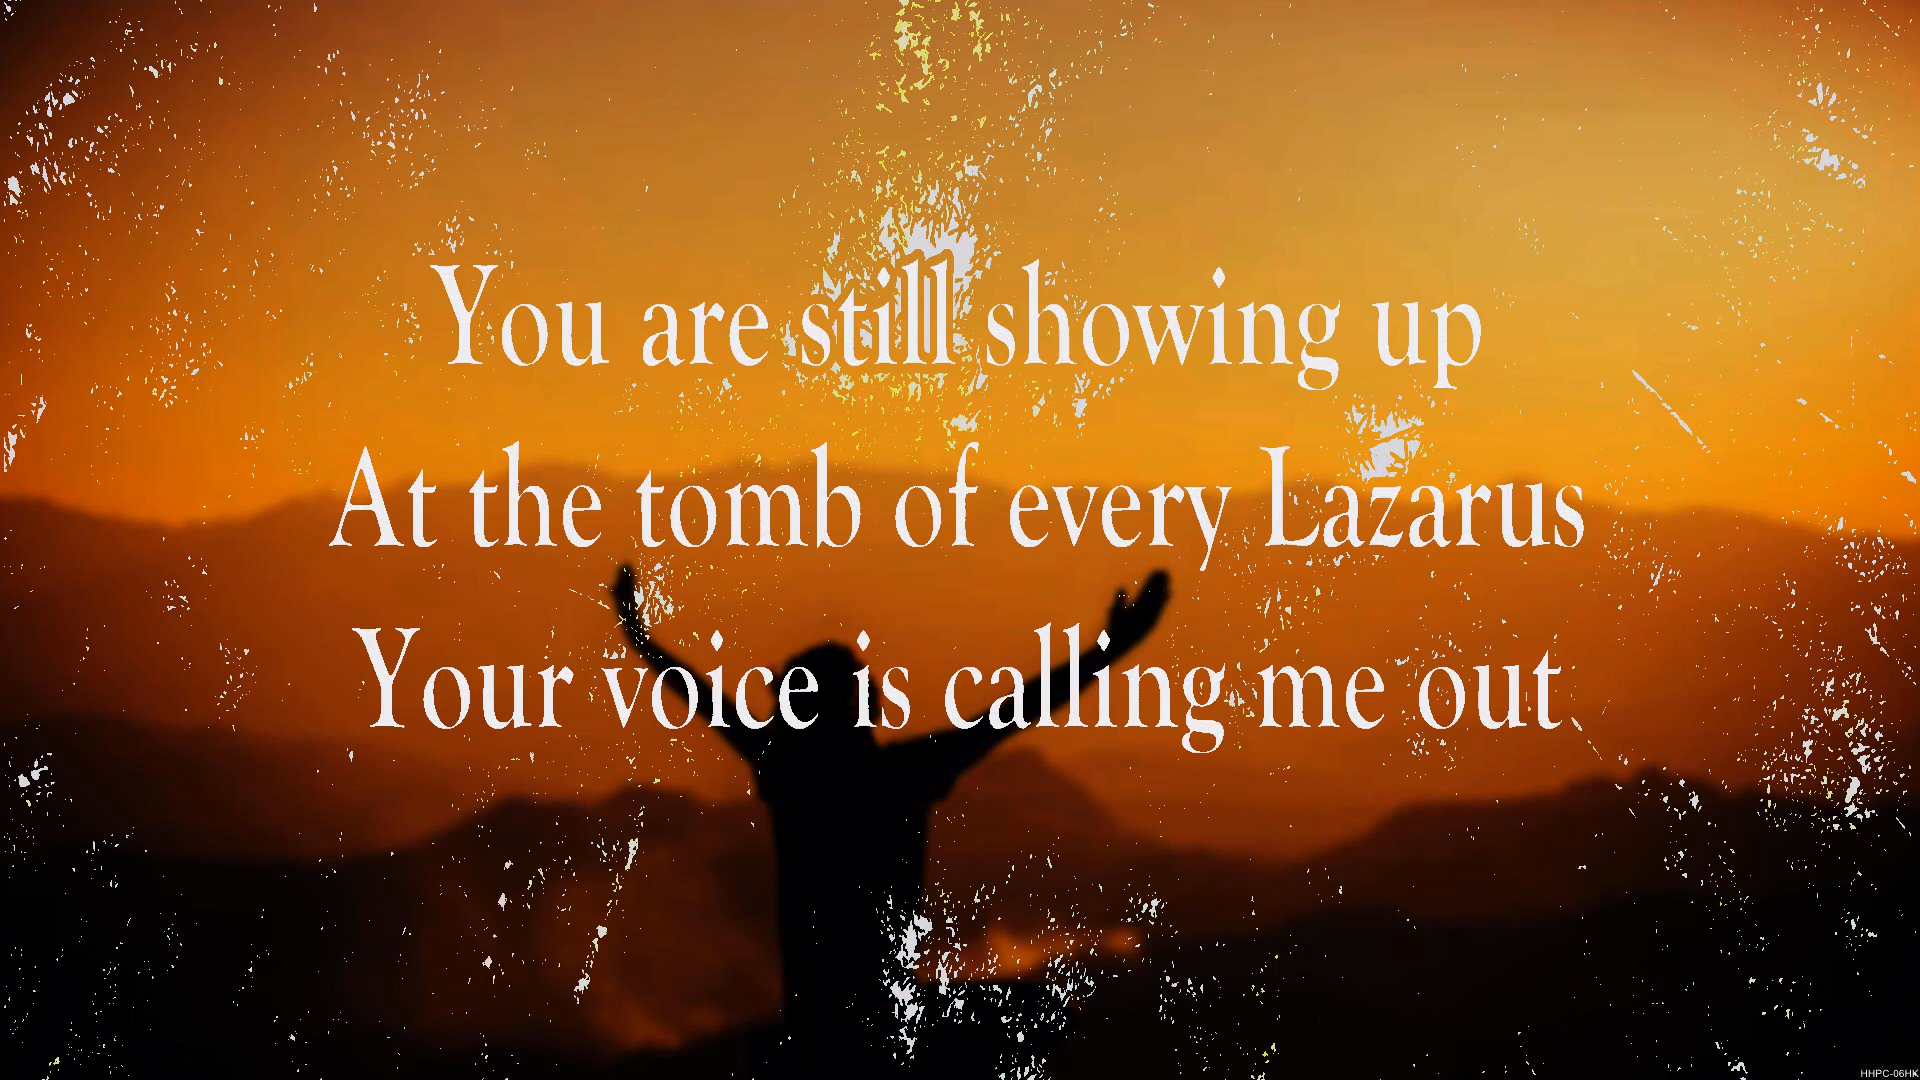 You are still showing up
At the tomb of every Lazarus
Your voice is calling me out
HHPC-06HK